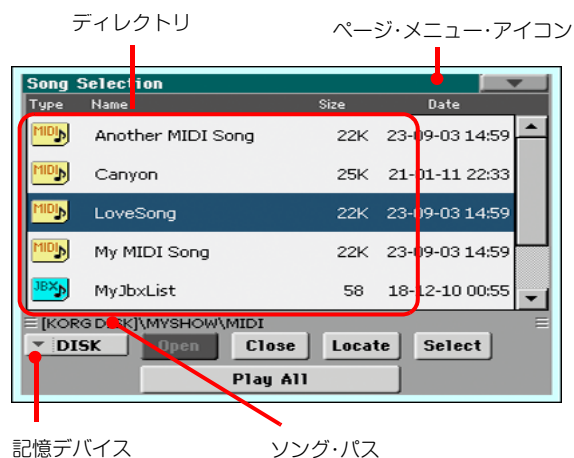 ディレクトリ
ページ・メニュー・アイコン
Song Selection
Type Name Size Date
MIDI Another MIDI Song 22K 23-09-03 14:59
MIDI Canyon 25K 21-01-11 22:33
MIDI LoveSong 22K 23-09-03 14:59
MIDI My MIDI Song 22K 23-09-03 14:59
JBX MyJbxList 58 18-12-10 00:55
[KORG DISK]\MYSHOW\MIDI
DISK Open Close Locate Select
Play All
記憶デバイス ソング・パス